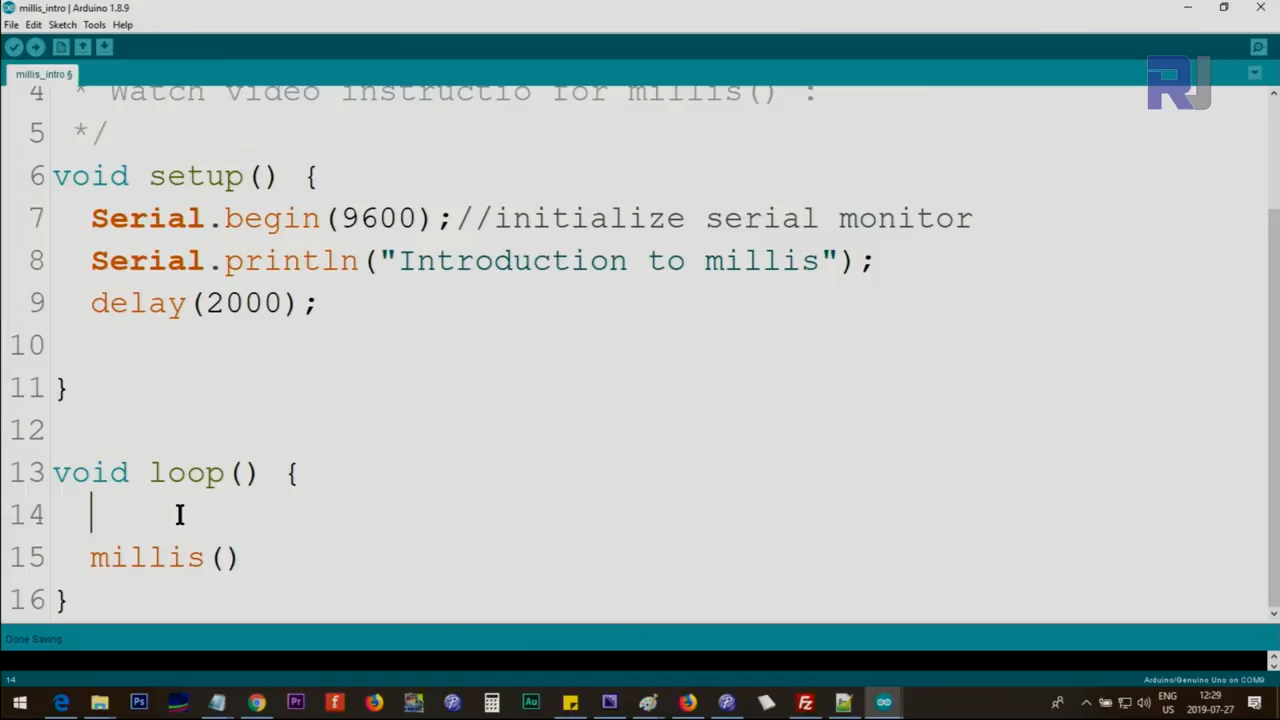 millis_intro | Arduino 1.8.9
File Edit Sketch Tools Help
millis_intro §
4 * Watch video instructio for millis() :
5 */
6 void setup() {
7 Serial.begin(9600);//initialize serial monitor
8 Serial.println("Introduction to millis");
9 delay(2000);
10
11 }
12
13 void loop() {
14
15 millis()
16 }
RJ
Done Saving.
14 Arduino/Genuino Uno on COM9
ENG 12:29
US 2019-07-27